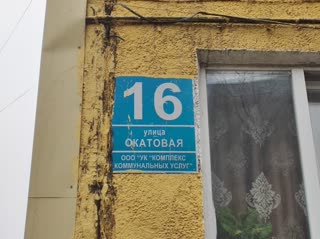 16
улица
ОКАТОВАЯ
ООО "УК "КОМПЛЕКС
КОММУНАЛЬНЫХ УСЛУГ"